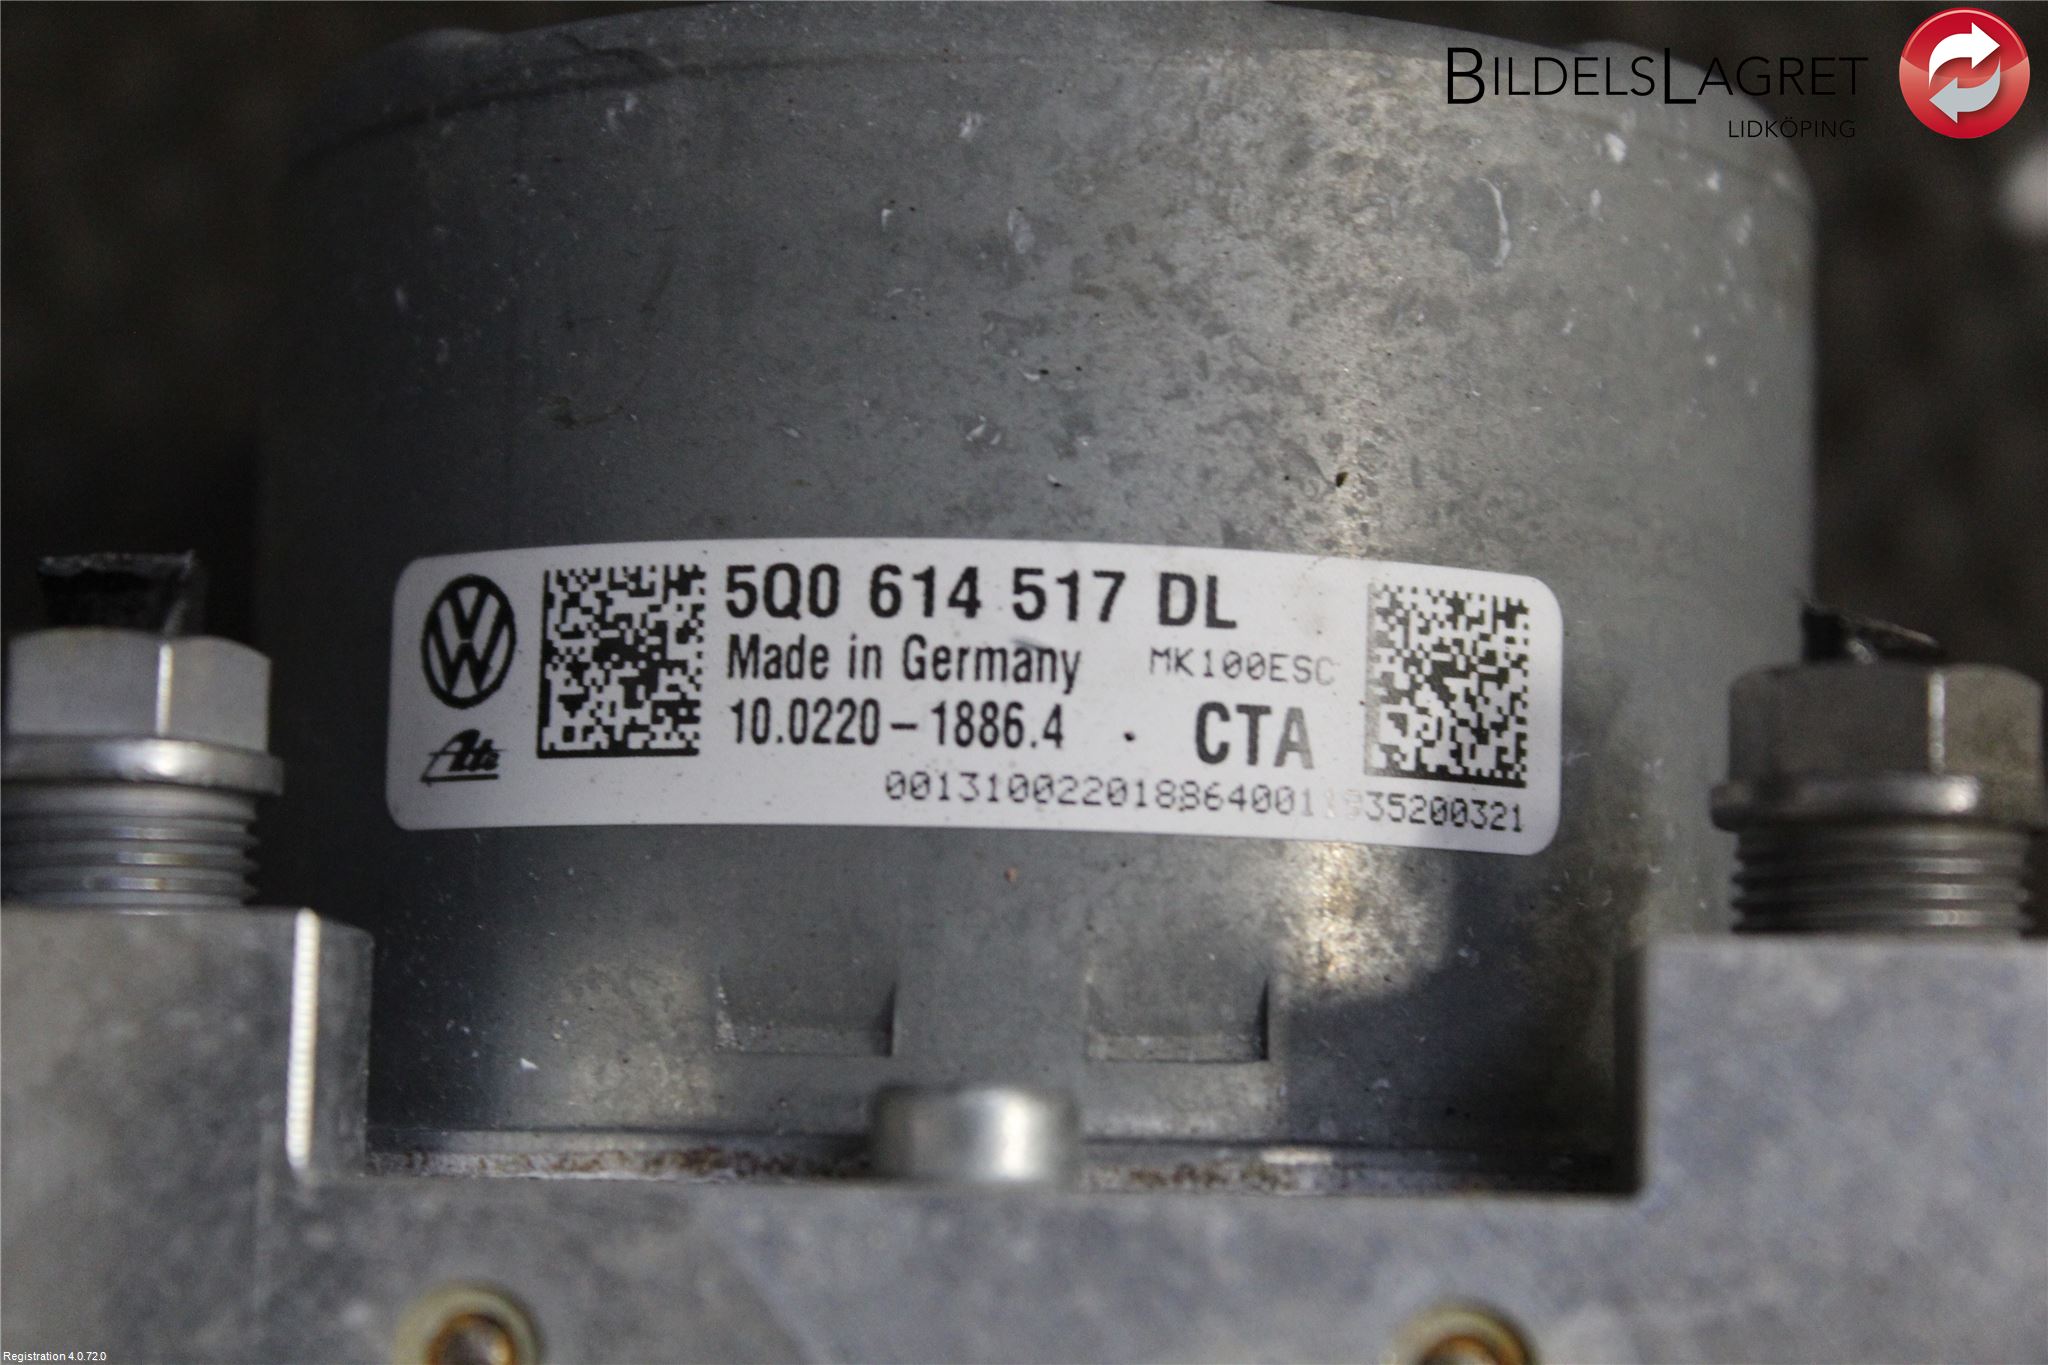 BILDELSLAGRET
LIDKÖPING
5Q0 614 517 DL
Made in Germany MK100ESC
10.0220-1886.4 . CTA
Ate
Registration 4.0.72.0